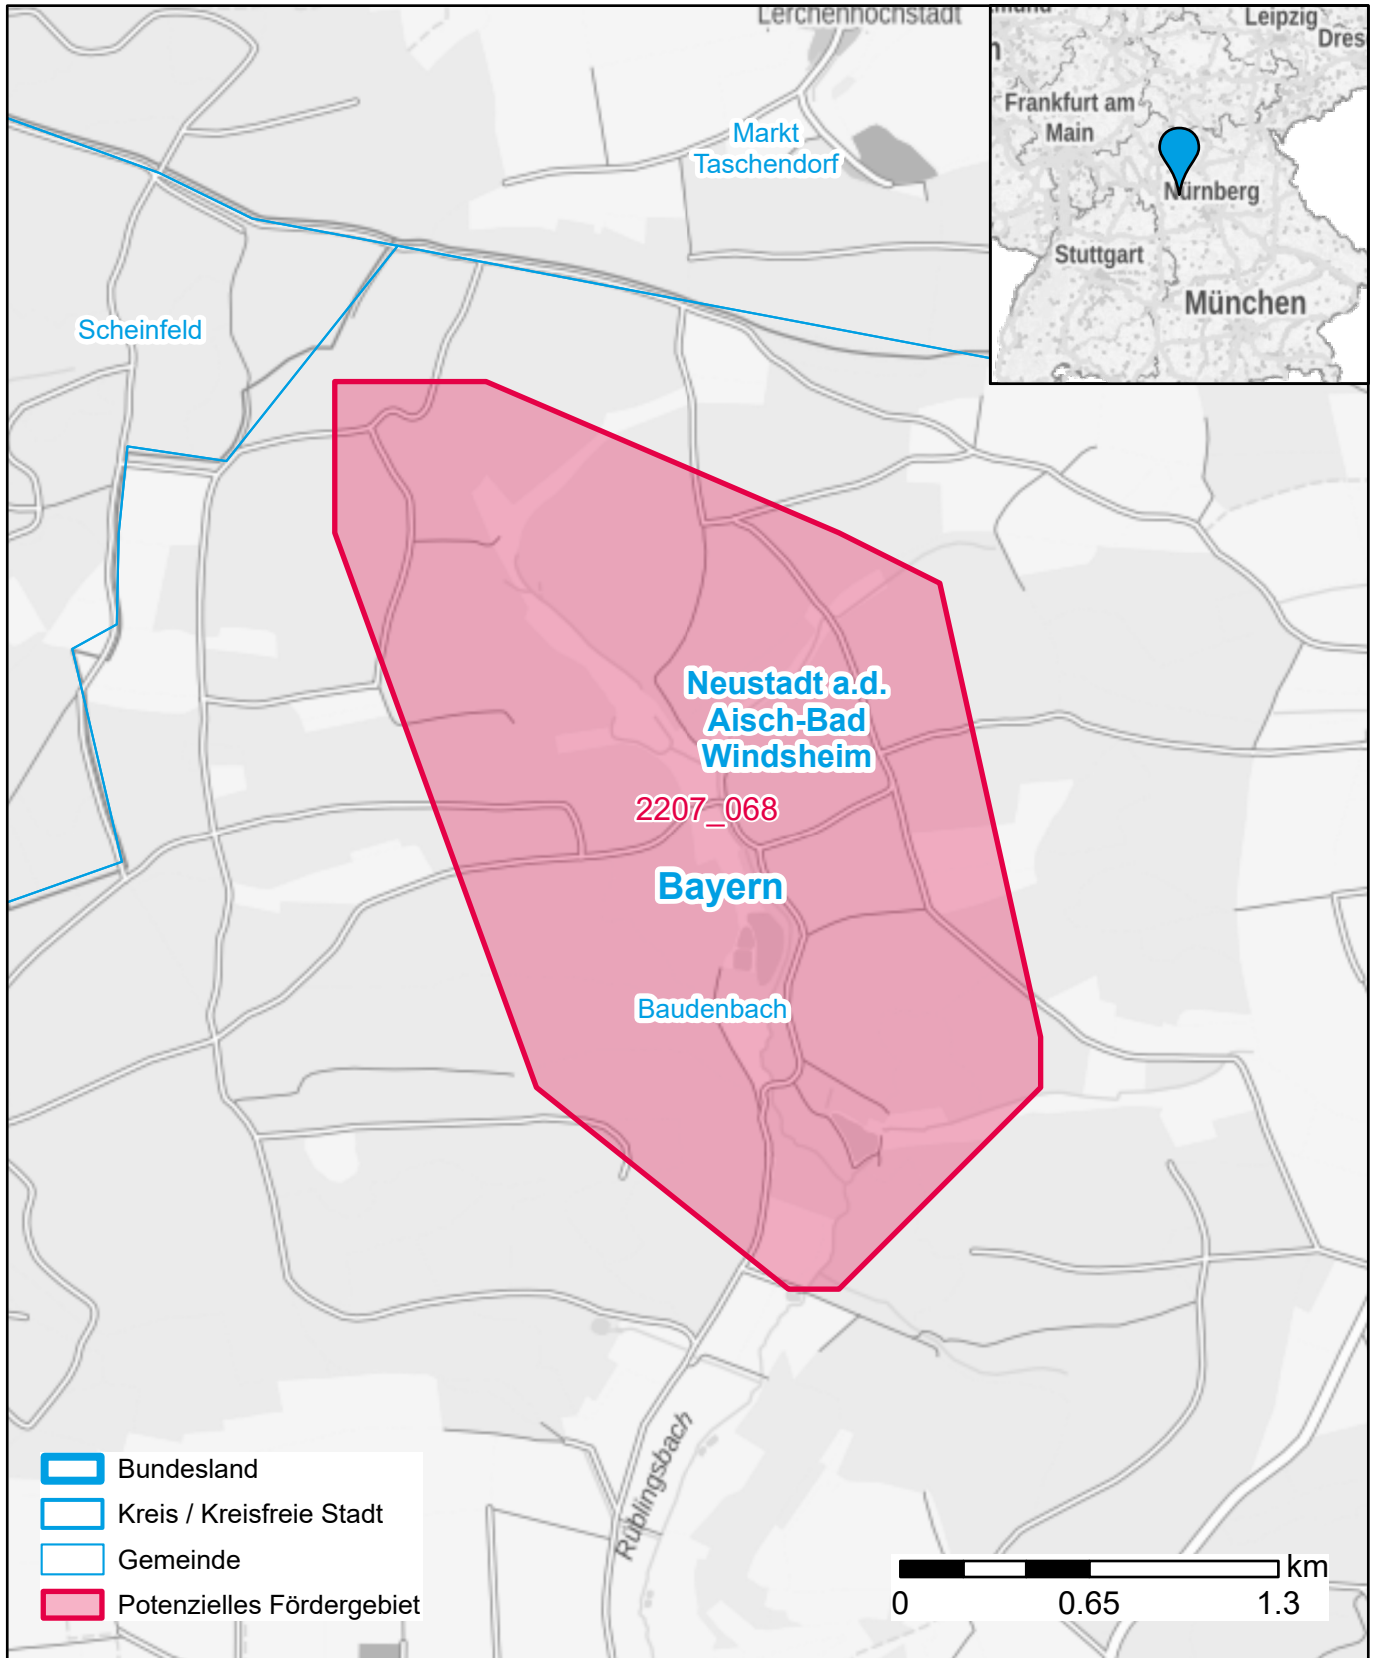 Lerchenhöchstadt
Markt
Taschendorf
Scheinfeld
Leipzig
Dres
Frankfurt am
Main
Nürnberg
Stuttgart
München
Neustadt a.d.
Aisch-Bad
Windsheim
2207_068
Bayern
Baudenbach
Rüblingsbach
Bundesland
Kreis / Kreisfreie Stadt
Gemeinde
Potenzielles Fördergebiet
km
0 0.65 1.3